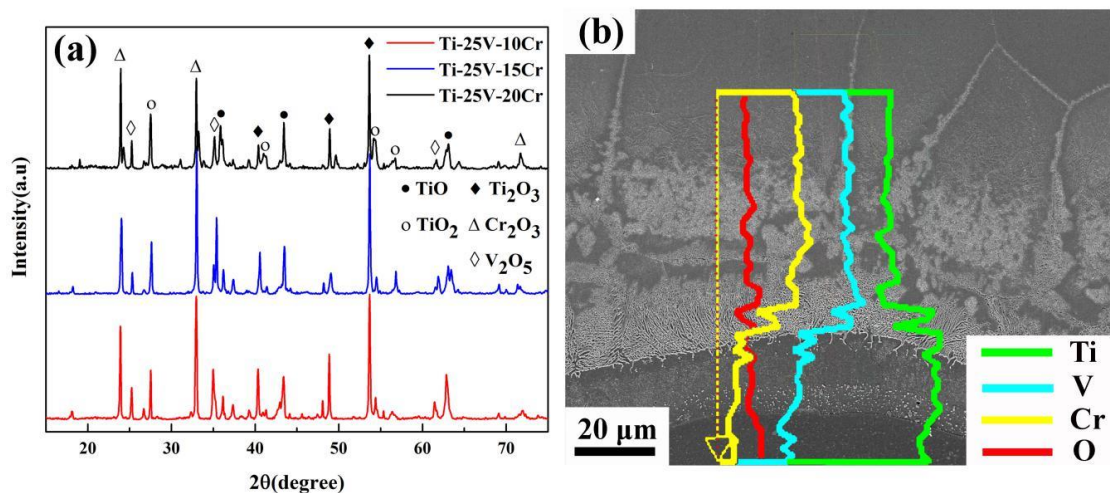 (a)
Ti-25V-10Cr
Ti-25V-15Cr
Ti-25V-20Cr
Δ
Δ
◊
○
◊
●
◆
○
●
◆
◆
○
○
◊
●
Δ
● TiO ◆ Ti₂O₃
○ TiO₂ Δ Cr₂O₃
◊ V₂O₅
Intensity(a.u)
20 30 40 50 60 70
2θ(degree)
(b)
Ti
V
Cr
O
20 μm